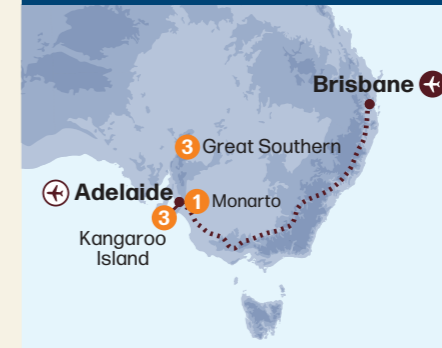 Brisbane
3 Great Southern
Adelaide
1 Monarto
3
Kangaroo
Island